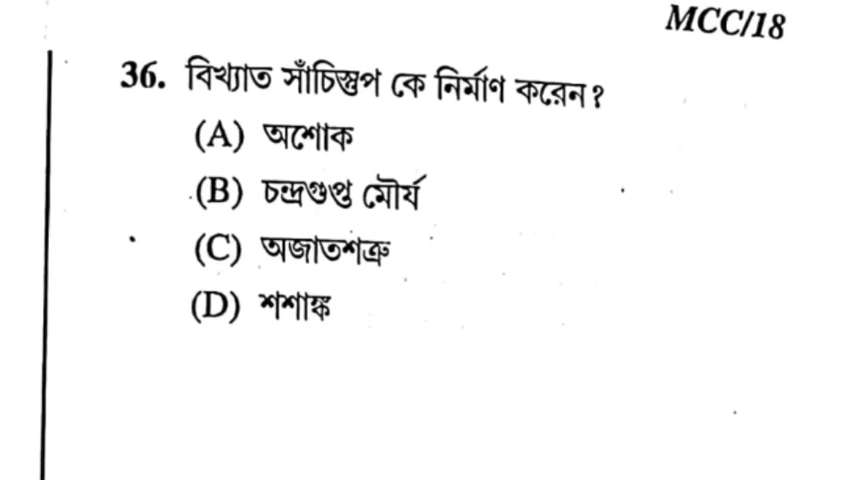 MCC/18
36. বিখ্যাত সাঁচিস্তুপ কে নির্মাণ করেন?
(A) অশোক
(B) চন্দ্রগুপ্ত মৌর্য
(C) অজাতশত্রু
(D) শশাঙ্ক